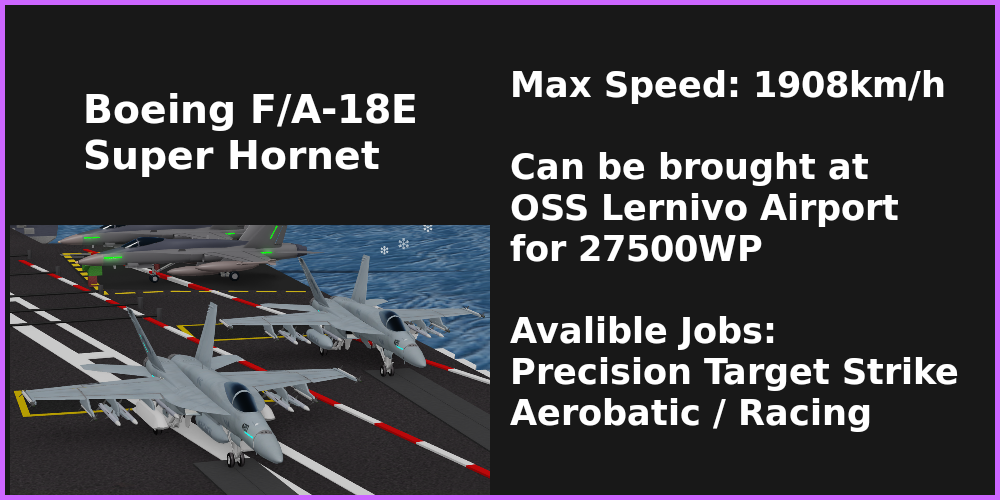 Boeing F/A-18E
Super Hornet
Max Speed: 1908km/h
Can be brought at
OSS Lernivo Airport
for 27500WP
Avalible Jobs:
Precision Target Strike
Aerobatic / Racing